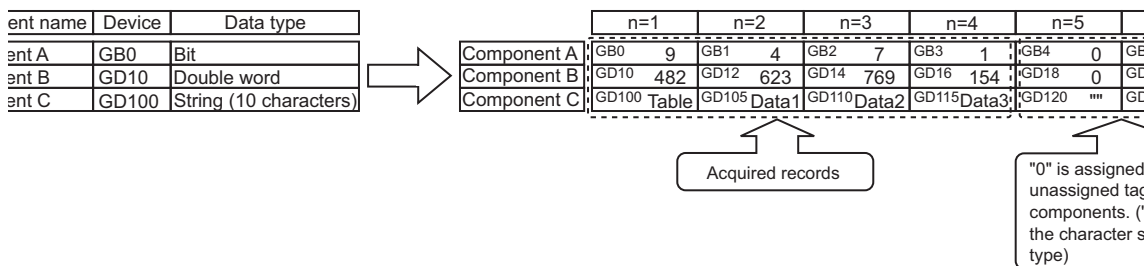 ent name Device Data type
ent A GB0 Bit
ent B GD10 Double word
ent C GD100 String (10 characters)
n=1 n=2 n=3 n=4 n=5
Component A GB0 9 GB1 4 GB2 7 GB3 1 GB4 0 GB
Component B GD10 482 GD12 623 GD14 769 GD16 154 GD18 0 GD
Component C GD100 Table GD105 Data1 GD110 Data2 GD115 Data3 GD120 "" GD
Acquired records
"0" is assigned
unassigned tag
components. ("
the character s
type)